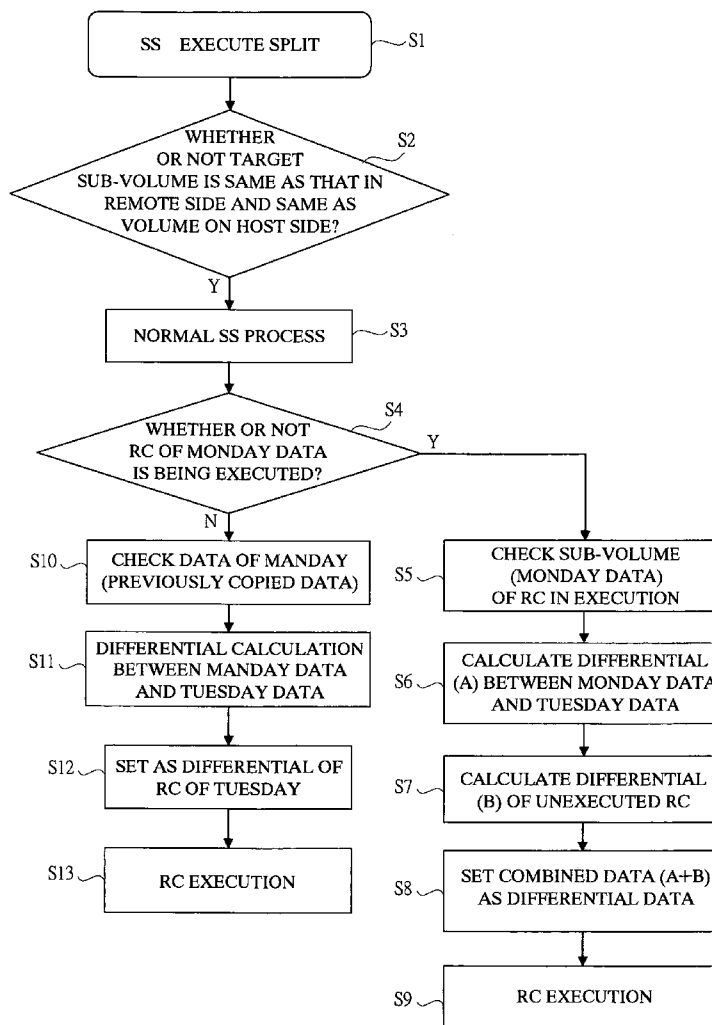 SS EXECUTE SPLIT
S1
WHETHER
OR NOT TARGET
SUB-VOLUME IS SAME AS THAT IN
REMOTE SIDE AND SAME AS
VOLUME ON HOST SIDE?
S2
Y
NORMAL SS PROCESS
S3
WHETHER OR NOT
RC OF MONDAY DATA
IS BEING EXECUTED?
S4
Y
N
S10
CHECK DATA OF MANDAY
(PREVIOUSLY COPIED DATA)
S11
DIFFERENTIAL CALCULATION
BETWEEN MANDAY DATA
AND TUESDAY DATA
S12
SET AS DIFFERENTIAL OF
RC OF TUESDAY
S13
RC EXECUTION
S5
CHECK SUB-VOLUME
(MONDAY DATA)
OF RC IN EXECUTION
S6
CALCULATE DIFFERENTIAL
(A) BETWEEN MONDAY DATA
AND TUESDAY DATA
S7
CALCULATE DIFFERENTIAL
(B) OF UNEXECUTED RC
S8
SET COMBINED DATA (A+B)
AS DIFFERENTIAL DATA
S9
RC EXECUTION